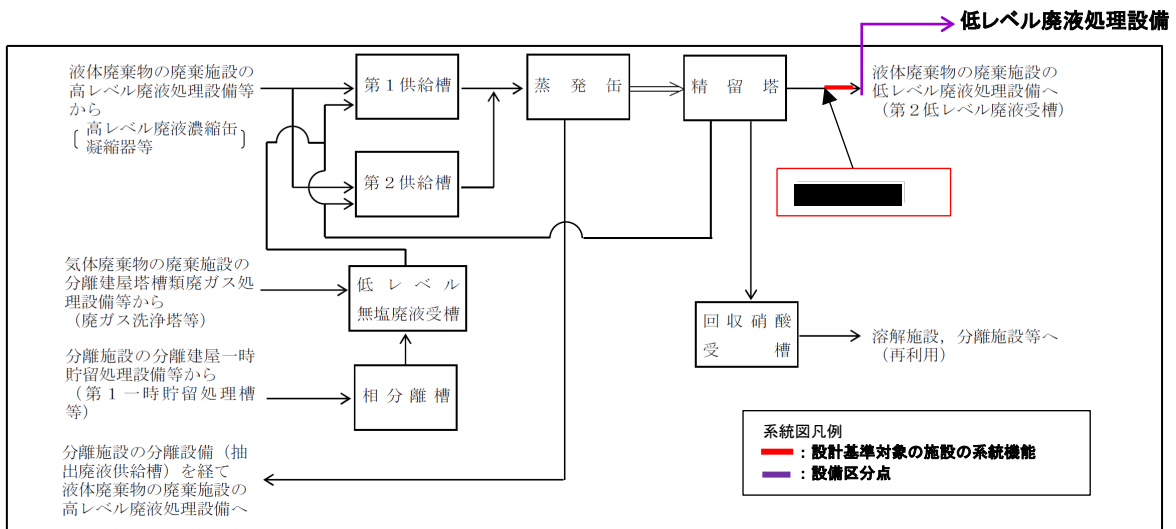 低レベル廃液処理設備
液体廃棄物の廃棄施設の
高レベル廃液処理設備等
から
〔高レベル廃液濃縮缶
凝縮器等〕
第１供給槽
蒸発缶
精留塔
液体廃棄物の廃棄施設の
低レベル廃液処理設備へ
（第２低レベル廃液受槽）
第２供給槽
気体廃棄物の廃棄施設の
分離建屋塔槽類廃ガス処
理設備等から
（廃ガス洗浄塔等）
低レベル
無塩廃液受槽
回収硝酸
受槽
溶解施設，分離施設等へ
（再利用）
分離施設の分離建屋一時
貯留処理設備等から
（第１一時貯留処理槽
等）
相分離槽
分離施設の分離設備（抽
出廃液供給槽）を経て
液体廃棄物の廃棄施設の
高レベル廃液処理設備へ
系統図凡例
：設計基準対象の施設の系統機能
：設備区分点